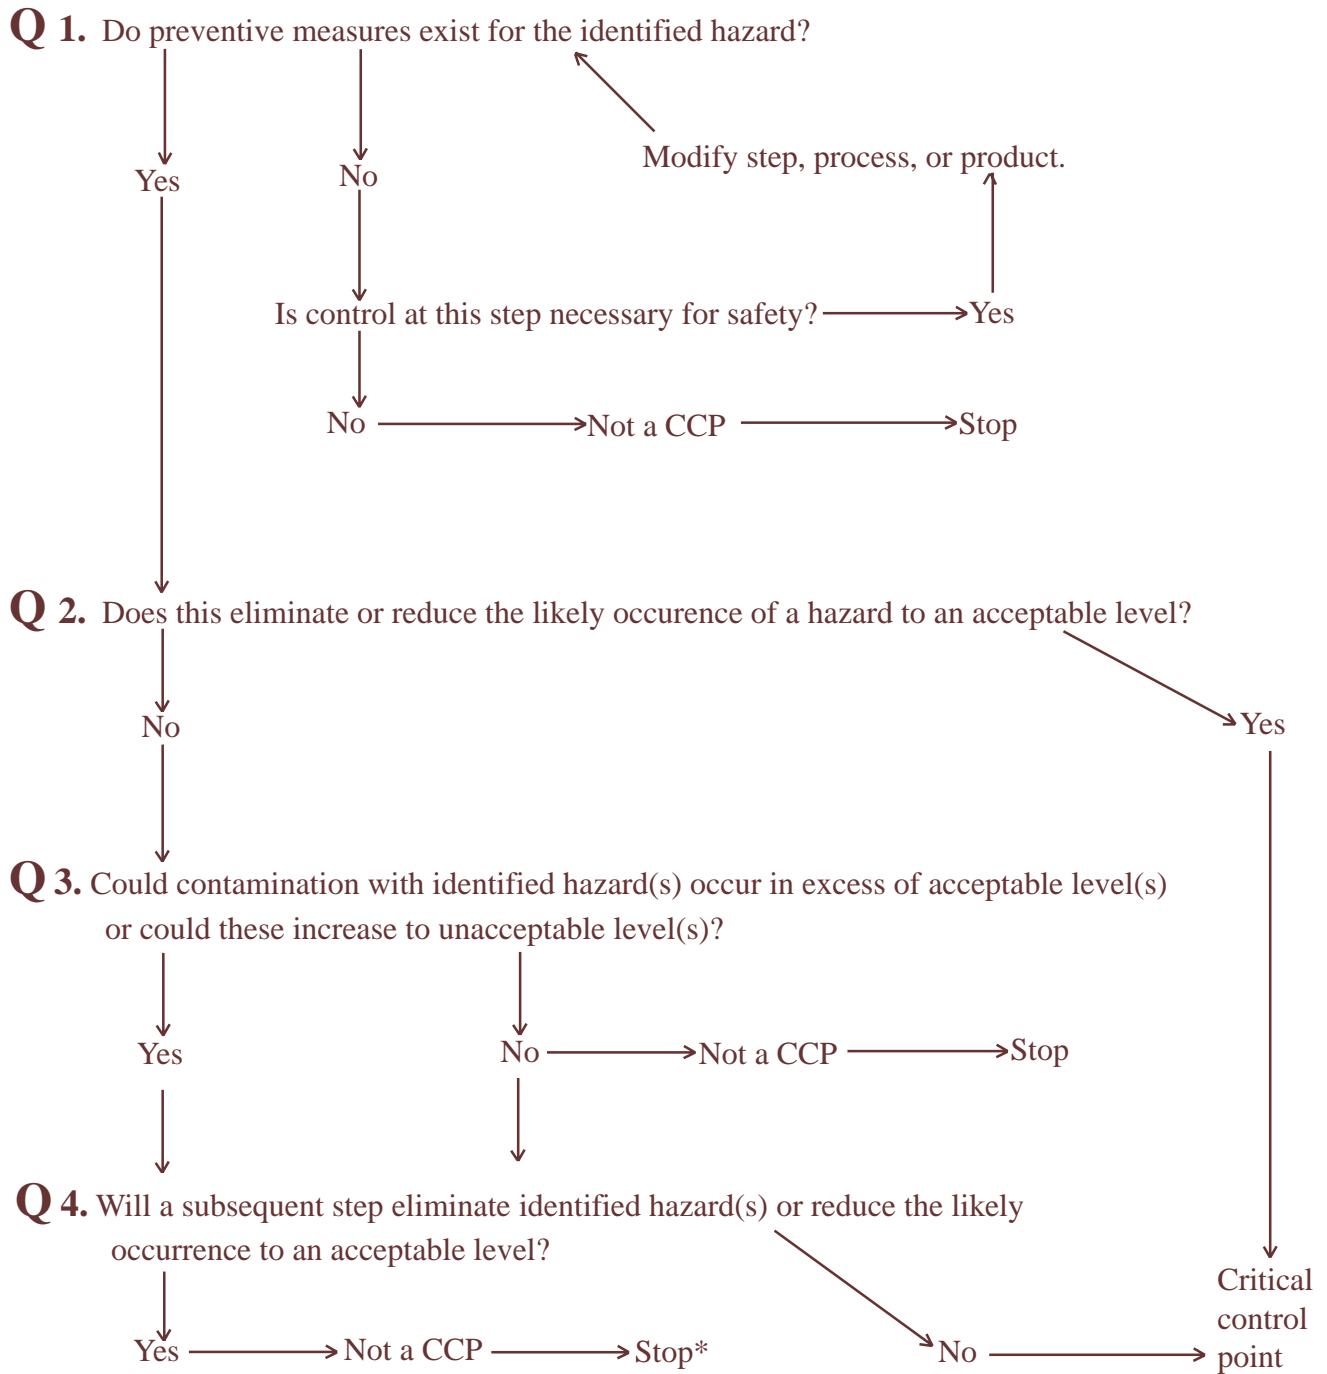 Q 1. Do preventive measures exist for the identified hazard?
Modify step, process, or product.
Yes
No
Is control at this step necessary for safety?
Yes
No
Not a CCP
Stop
Q 2. Does this eliminate or reduce the likely occurence of a hazard to an acceptable level?
No
Yes
Q 3. Could contamination with identified hazard(s) occur in excess of acceptable level(s)
or could these increase to unacceptable level(s)?
Yes
No
Not a CCP
Stop
Q 4. Will a subsequent step eliminate identified hazard(s) or reduce the likely
occurrence to an acceptable level?
Yes
Not a CCP
Stop*
No
Critical
control
point